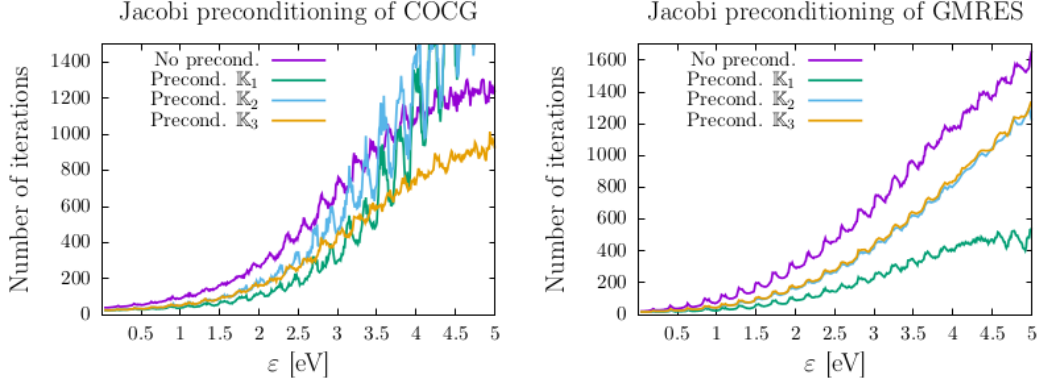 Jacobi preconditioning of COCG
Number of iterations
1400
1200
1000
800
600
400
200
0
No precond.
Precond. 𝕂₁
Precond. 𝕂₂
Precond. 𝕂₃
0.5 1 1.5 2 2.5 3 3.5 4 4.5 5
ε [eV]
Jacobi preconditioning of GMRES
Number of iterations
1600
1400
1200
1000
800
600
400
200
0
No precond.
Precond. 𝕂₁
Precond. 𝕂₂
Precond. 𝕂₃
0.5 1 1.5 2 2.5 3 3.5 4 4.5 5
ε [eV]